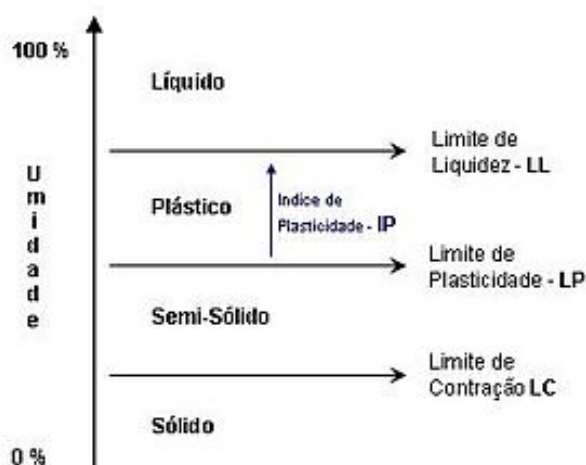 100 %
Líquido
Limite de
Liquidez - LL
Umidade
Plástico
Indice de
Plasticidade - IP
Limite de
Plasticidade - LP
Semi-Sólido
Limite de
Contração LC
Sólido
0 %